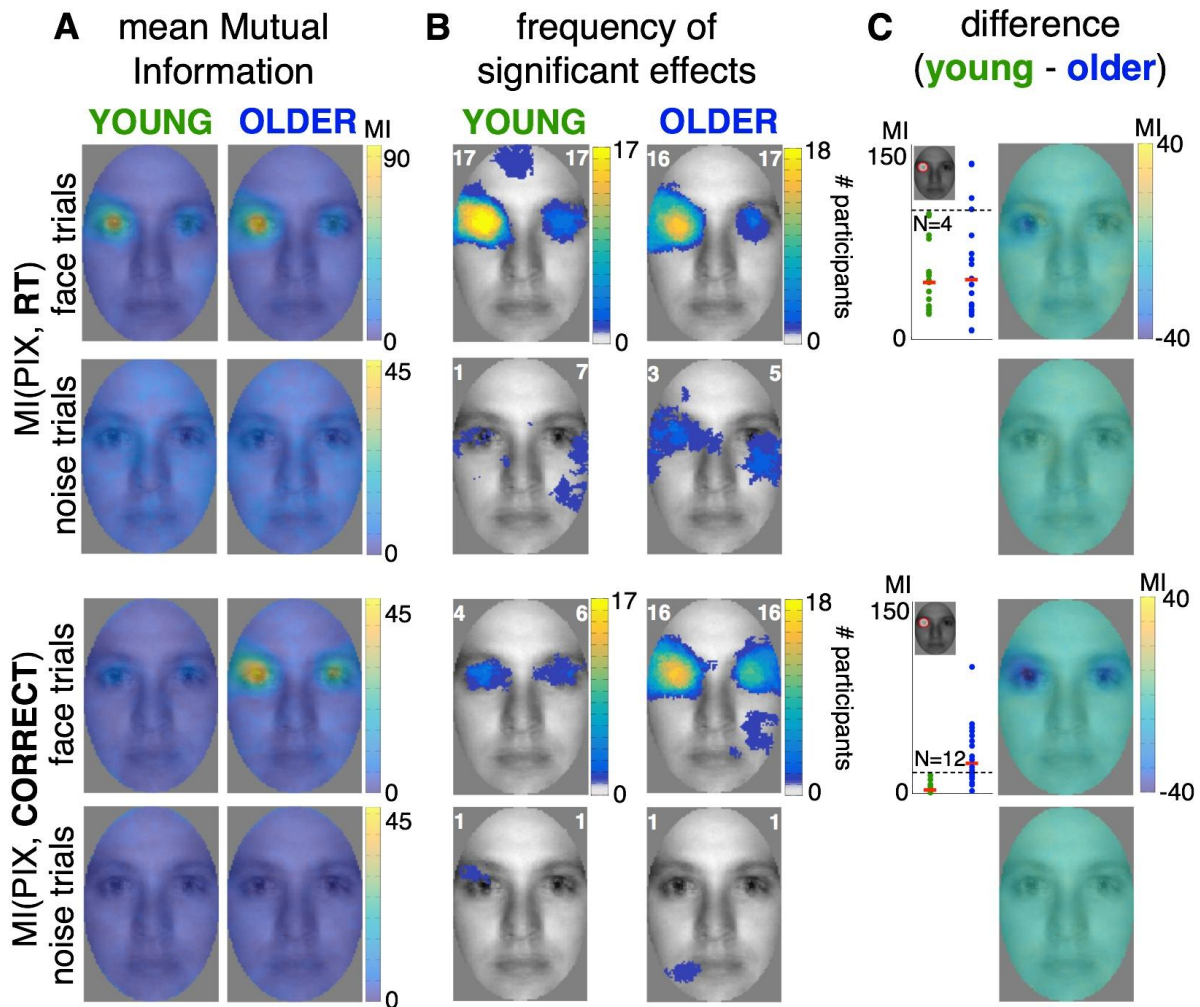 A mean Mutual
Information
B frequency of
significant effects
C difference
(young - older)
YOUNG OLDER MI
YOUNG OLDER
MI(PIX, RT)
face trials
90
0
17 17 17
0
16 17 18
0
# participants
MI
150
N=4
0
MI
40
-40
noise trials
45
0
1 7
3 5
MI(PIX, CORRECT)
face trials
45
0
4 6 17
0
16 16 18
0
# participants
MI
150
N=12
0
MI
40
-40
noise trials
45
0
1 1
1 1